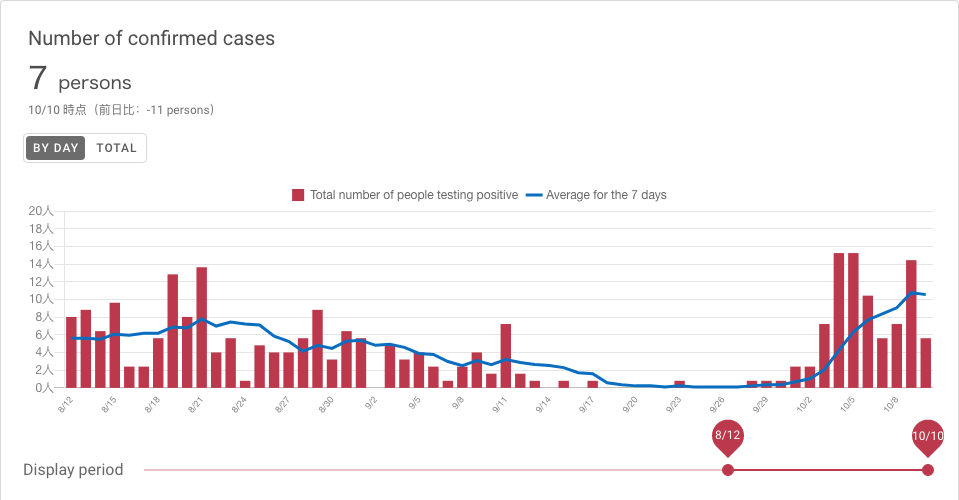 Number of confirmed cases
7 persons
10/10 時点（前日比：-11 persons）
BY DAY TOTAL
Total number of people testing positive Average for the 7 days
20人
18人
16人
14人
12人
10人
8人
6人
4人
2人
0人
8/12 8/15 8/18 8/21 8/24 8/27 8/30 9/2 9/5 9/8 9/11 9/14 9/17 9/20 9/23 9/26 9/29 10/2 10/5 10/8
8/12 10/10
Display period